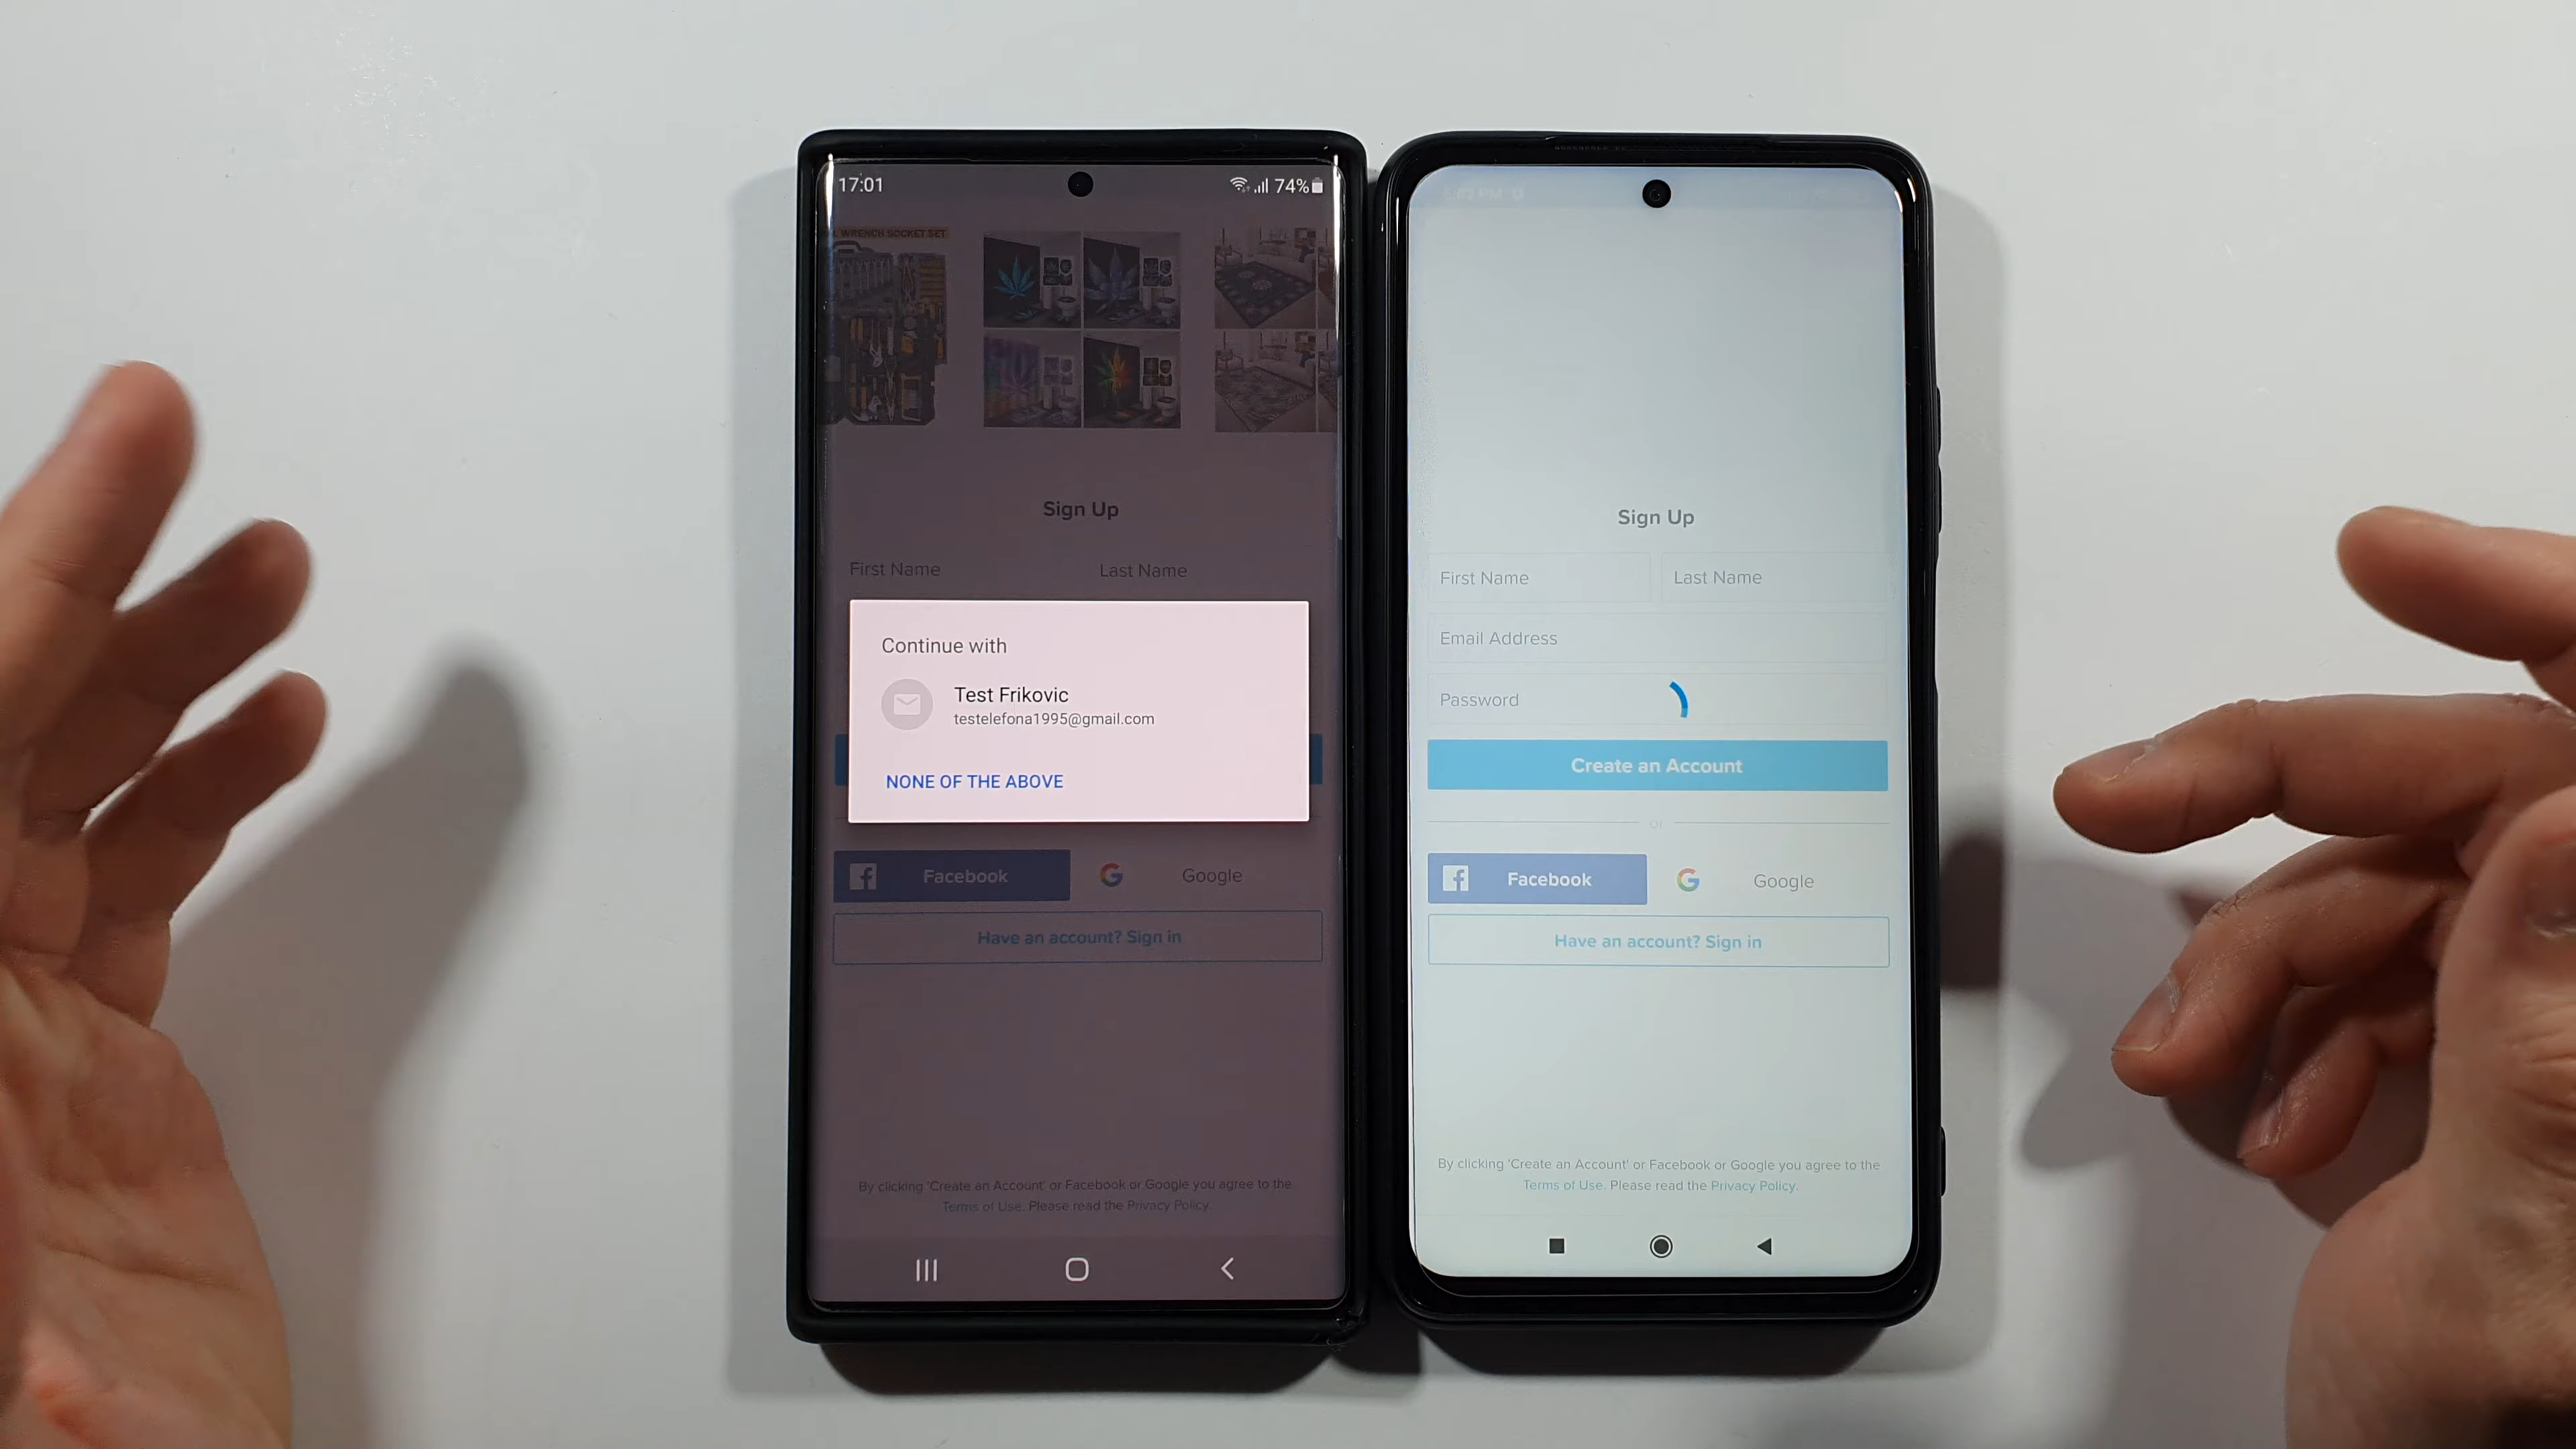 17:01
74%
WRENCH SOCKET SET
Sign Up
First Name
Last Name
Continue with
Test Frikovic
testelefona1995@gmail.com
NONE OF THE ABOVE
Facebook
Google
Have an account? Sign in
By clicking 'Create an Account' or Facebook or Google you agree to the
Terms of Use. Please read the Privacy Policy.
Sign Up
First Name
Last Name
Email Address
Password
Create an Account
or
Facebook
Google
Have an account? Sign in
By clicking 'Create an Account' or Facebook or Google you agree to the
Terms of Use. Please read the Privacy Policy.